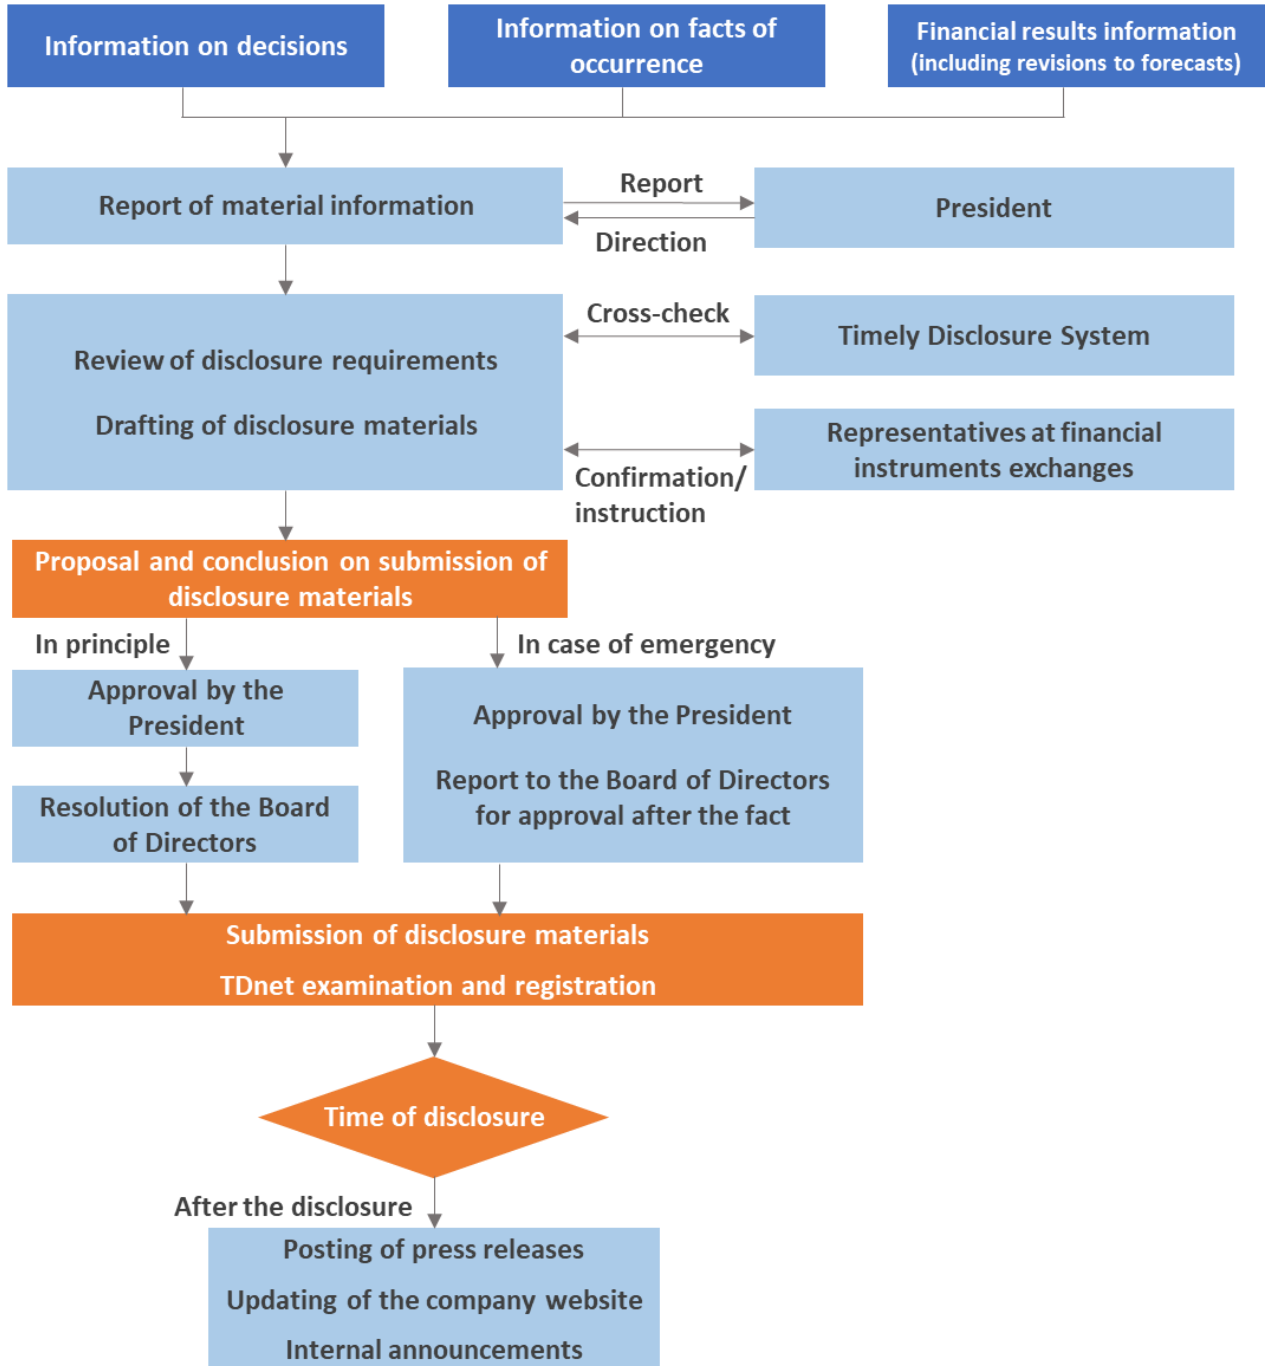 Information on decisions
Information on facts of
occurrence
Financial results information
(including revisions to forecasts)
Report of material information
Report
Direction
President
Review of disclosure requirements
Drafting of disclosure materials
Cross-check
Timely Disclosure System
Confirmation/
instruction
Representatives at financial
instruments exchanges
Proposal and conclusion on submission of
disclosure materials
In principle
In case of emergency
Approval by the
President
Resolution of the Board
of Directors
Approval by the President
Report to the Board of Directors
for approval after the fact
Submission of disclosure materials
TDnet examination and registration
Time of disclosure
After the disclosure
Posting of press releases
Updating of the company website
Internal announcements